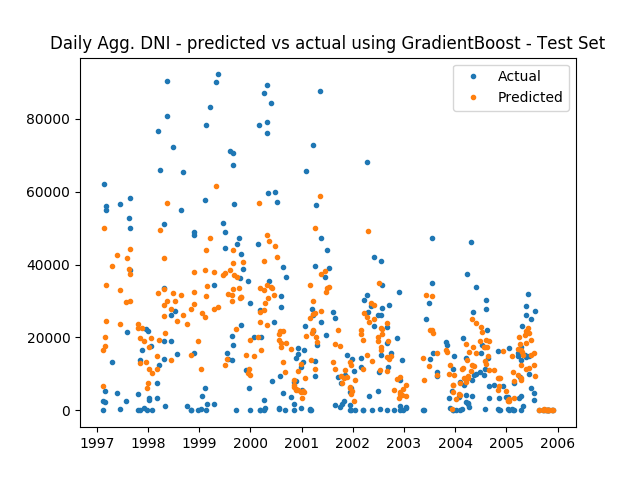 Daily Agg. DNI - predicted vs actual using GradientBoost - Test Set
Actual
Predicted
80000
60000
40000
20000
0
1997 1998 1999 2000 2001 2002 2003 2004 2005 2006